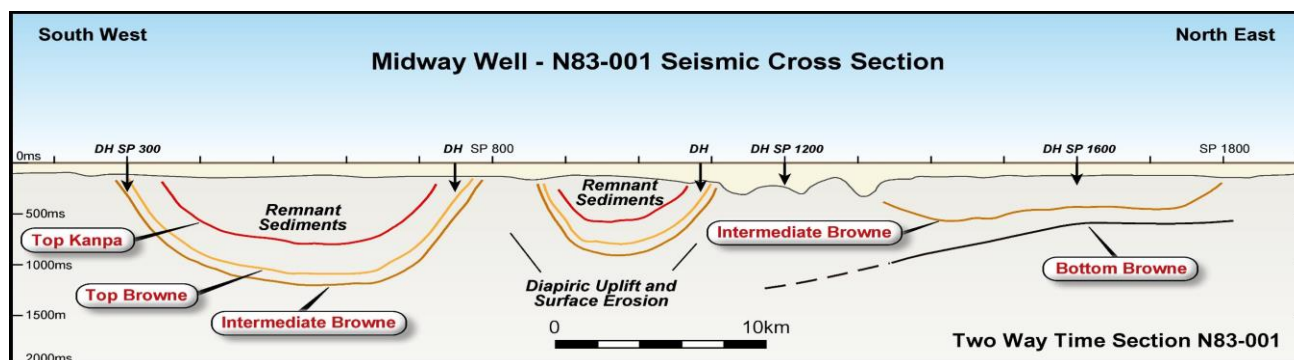 South West
North East
Midway Well - N83-001 Seismic Cross Section
DH SP 300
DH
SP 800
DH
DH SP 1200
DH SP 1600
SP 1800
0ms
Remnant
Sediments
Remnant
Sediments
-500ms
Top Kanpa
Intermediate Browne
-1000ms
Bottom Browne
Top Browne
Diapiric Uplift and
Surface Erosion
-1500m
Intermediate Browne
0
10km
Two Way Time Section N83-001
2000ms